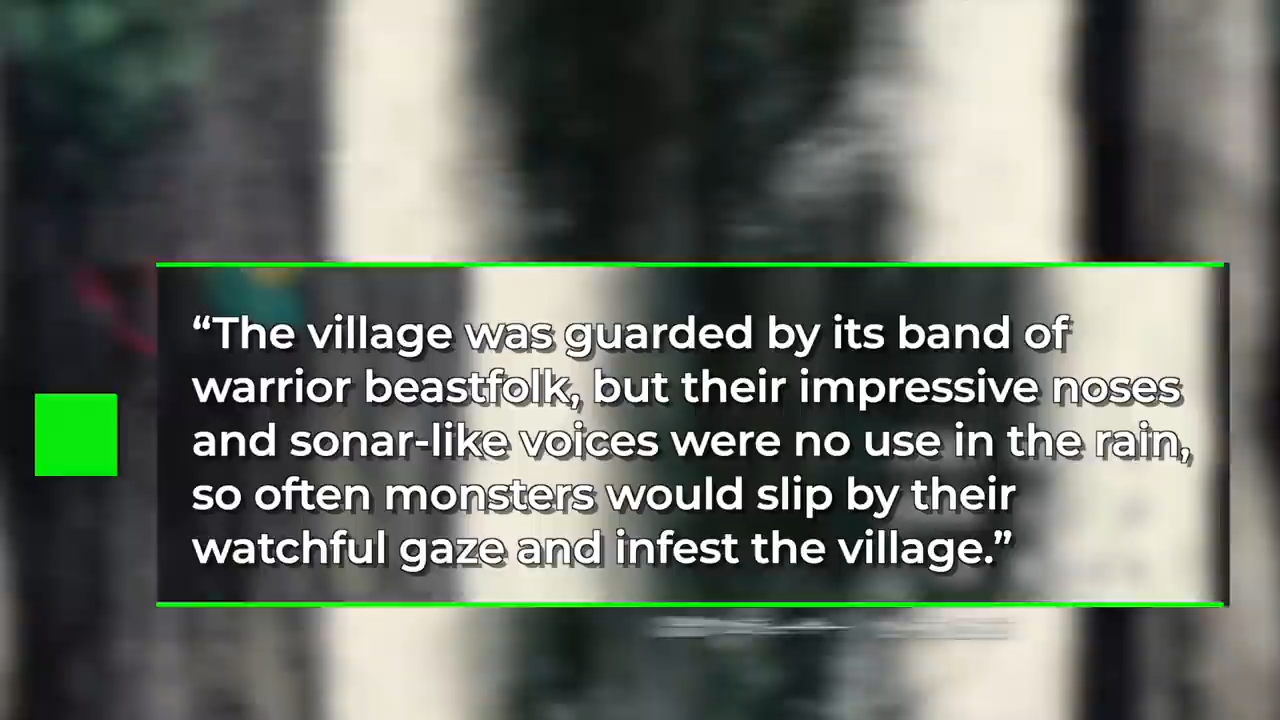 “The village was guarded by its band of
warrior beastfolk, but their impressive noses
and sonar-like voices were no use in the rain,
so often monsters would slip by their
watchful gaze and infest the village.”